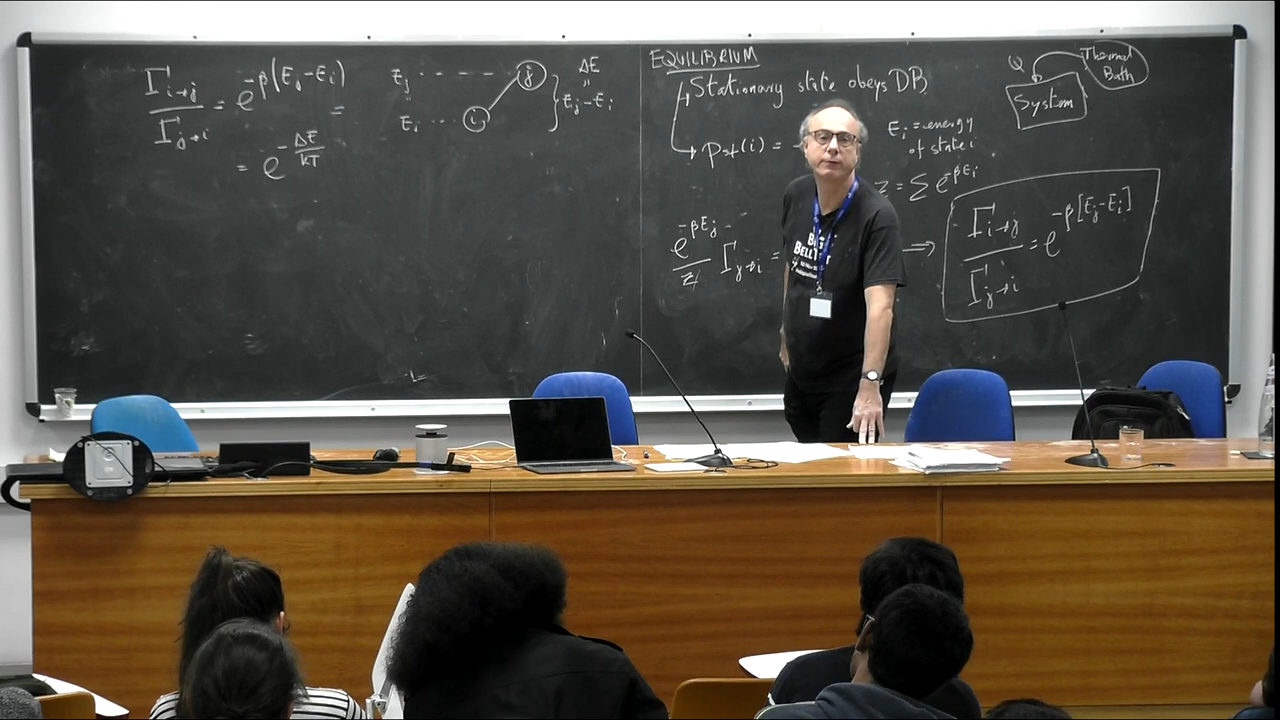 Γi→j / Γj→i = e^-β(Ej-Ei) =
= e^-ΔE/kT
Ej - - - - - j
Ei - - i
ΔE
"
Ej-Ei
EQUILIBRIUM
Stationary state obeys DB
pst(i) =
Ei = energy
of state i
Z = Σ e^-βEi
e^-βEj / Z Γj→i =
⇒ Γi→j / Γj→i = e^-β[Ej-Ei]
Q
Thermal
Bath
System